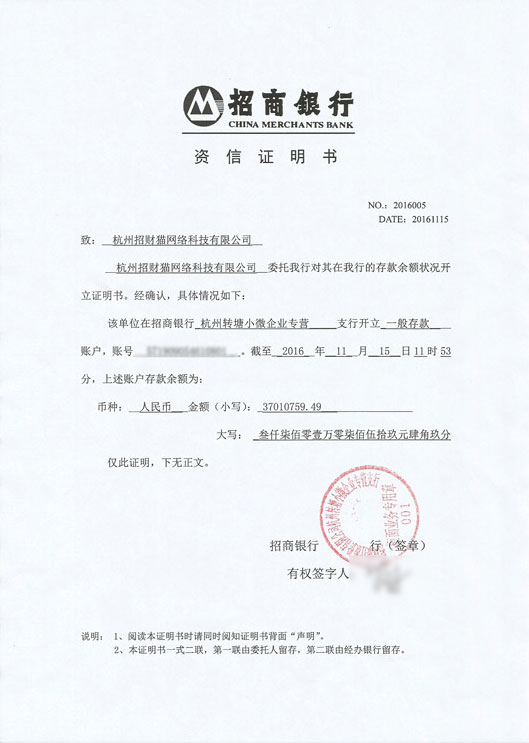 招商銀行
CHINA MERCHANTS BANK
资信证明书
NO.: 2016005
DATE: 20161115
致： 杭州招财猫网络科技有限公司
杭州招财猫网络科技有限公司 委托我行对其在我行的存款余额状况开
立证明书。经确认，具体情况如下：
该单位在招商银行 杭州转塘小微企业专营 支行开立 一般存款
账户，账号 。截至 2016 年 11 月 15 日 11 时 53
分，上述账户存款余额为：
币种： 人民币 金额（小写）: 37010759.49
大写： 叁仟柒佰零壹万零柒佰伍拾玖元肆角玖分
仅此证明，下无正文。
招商银行 行（签章）
有权签字人
说明： 1、阅读本证明书时请同时阅知证明书背面“声明”。
2、本证明书一式二联，第一联由委托人留存，第二联由经办银行留存。